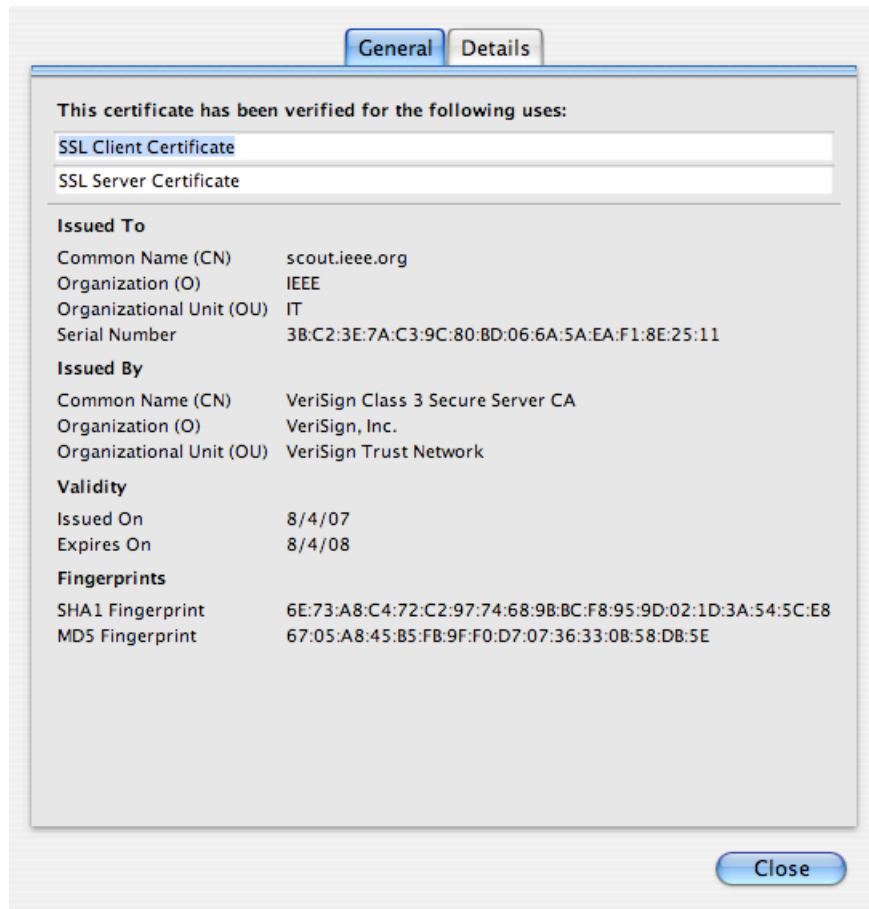 General Details
This certificate has been verified for the following uses:
SSL Client Certificate
SSL Server Certificate
Issued To
Common Name (CN) scout.ieee.org
Organization (O) IEEE
Organizational Unit (OU) IT
Serial Number 3B:C2:3E:7A:C3:9C:80:BD:06:6A:5A:EA:F1:8E:25:11
Issued By
Common Name (CN) VeriSign Class 3 Secure Server CA
Organization (O) VeriSign, Inc.
Organizational Unit (OU) VeriSign Trust Network
Validity
Issued On 8/4/07
Expires On 8/4/08
Fingerprints
SHA1 Fingerprint 6E:73:A8:C4:72:C2:97:74:68:9B:BC:F8:95:9D:02:1D:3A:54:5C:E8
MD5 Fingerprint 67:05:A8:45:B5:FB:9F:F0:D7:07:36:33:0B:58:DB:5E
Close